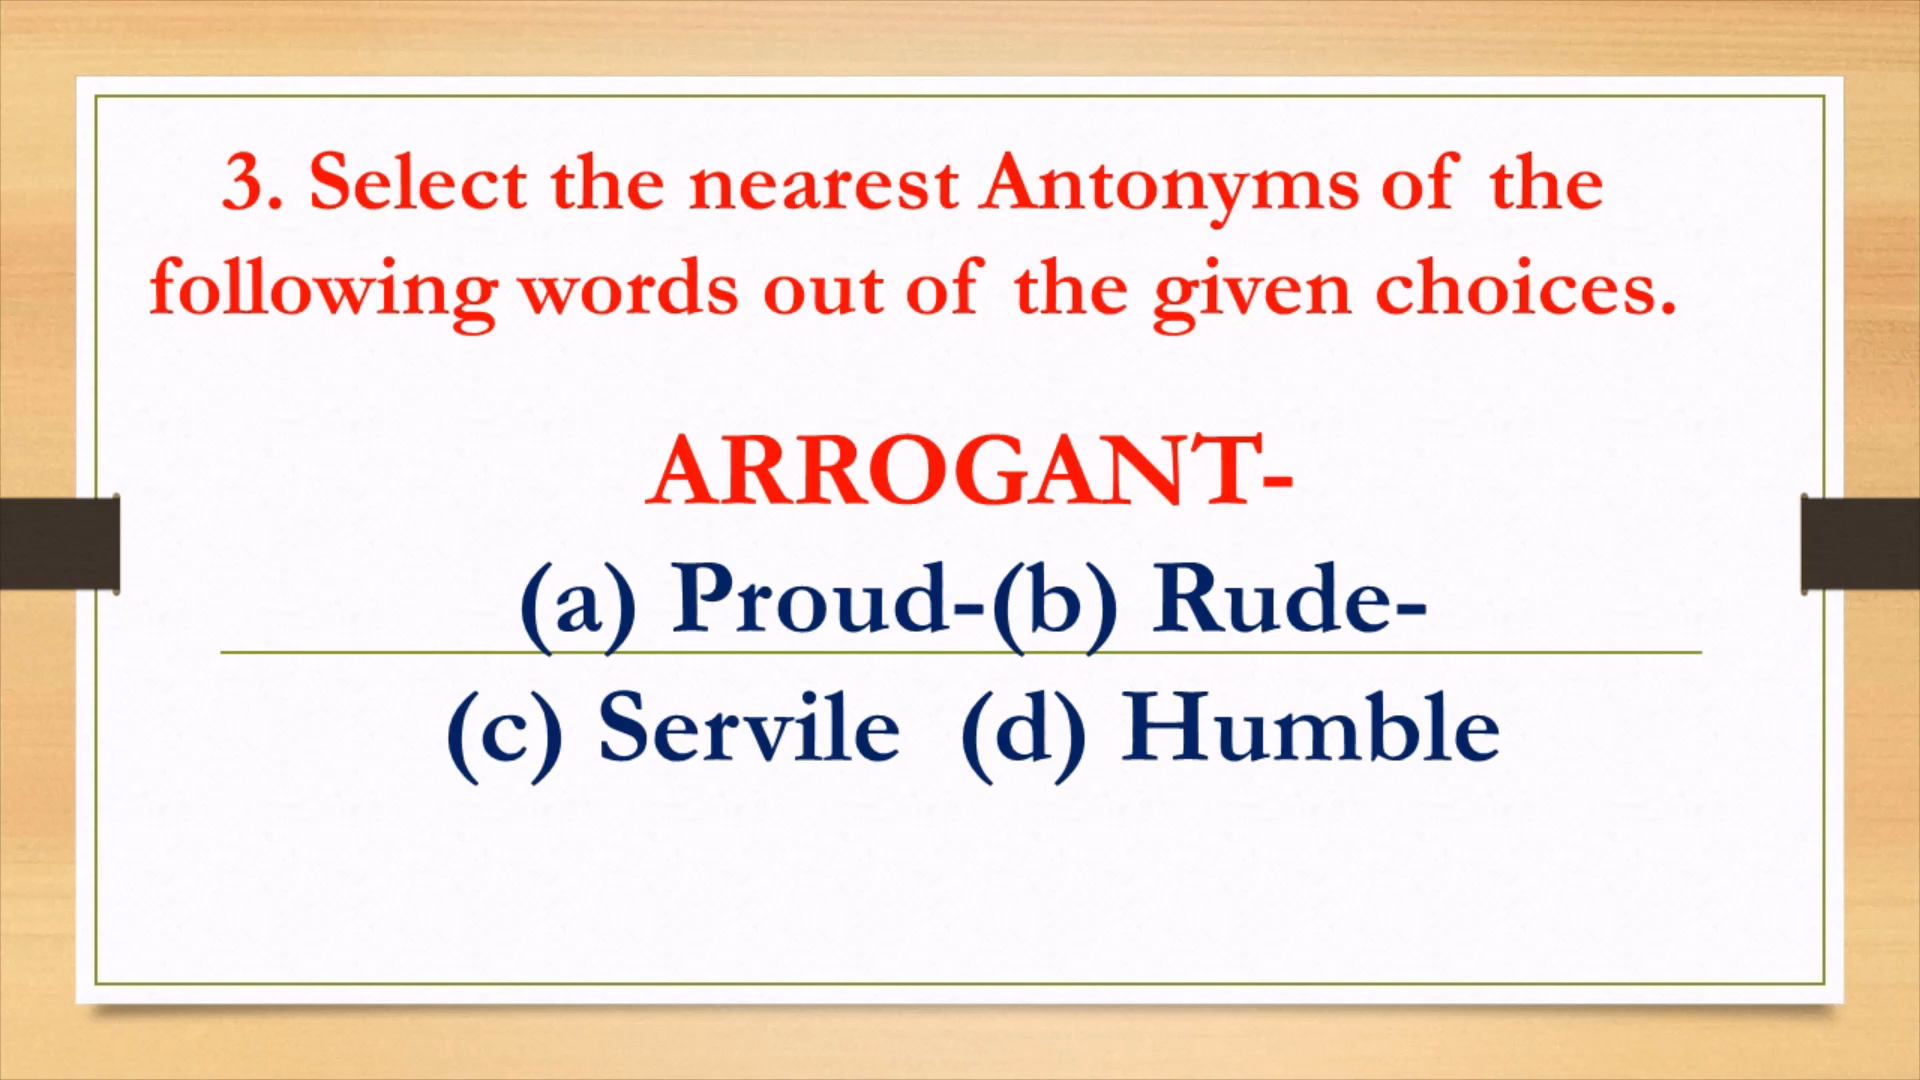 3. Select the nearest Antonyms of the
following words out of the given choices.
ARROGANT-
(a) Proud-(b) Rude-
(c) Servile (d) Humble